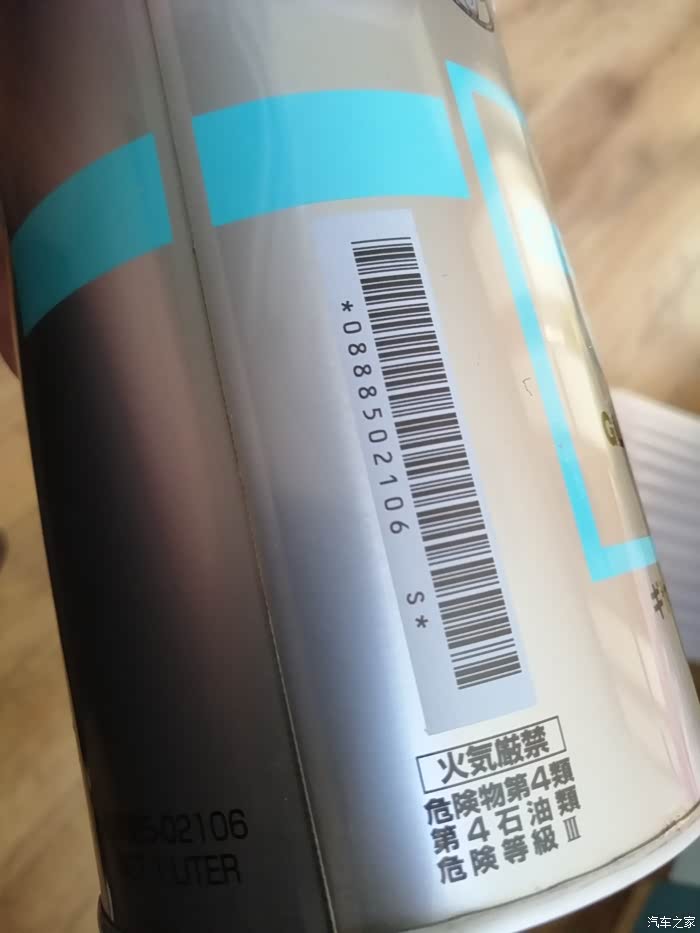 *0888502106 S*
火気厳禁
危険物第4類
第4石油類
危険等級Ⅲ
02106
LITER
汽车之家